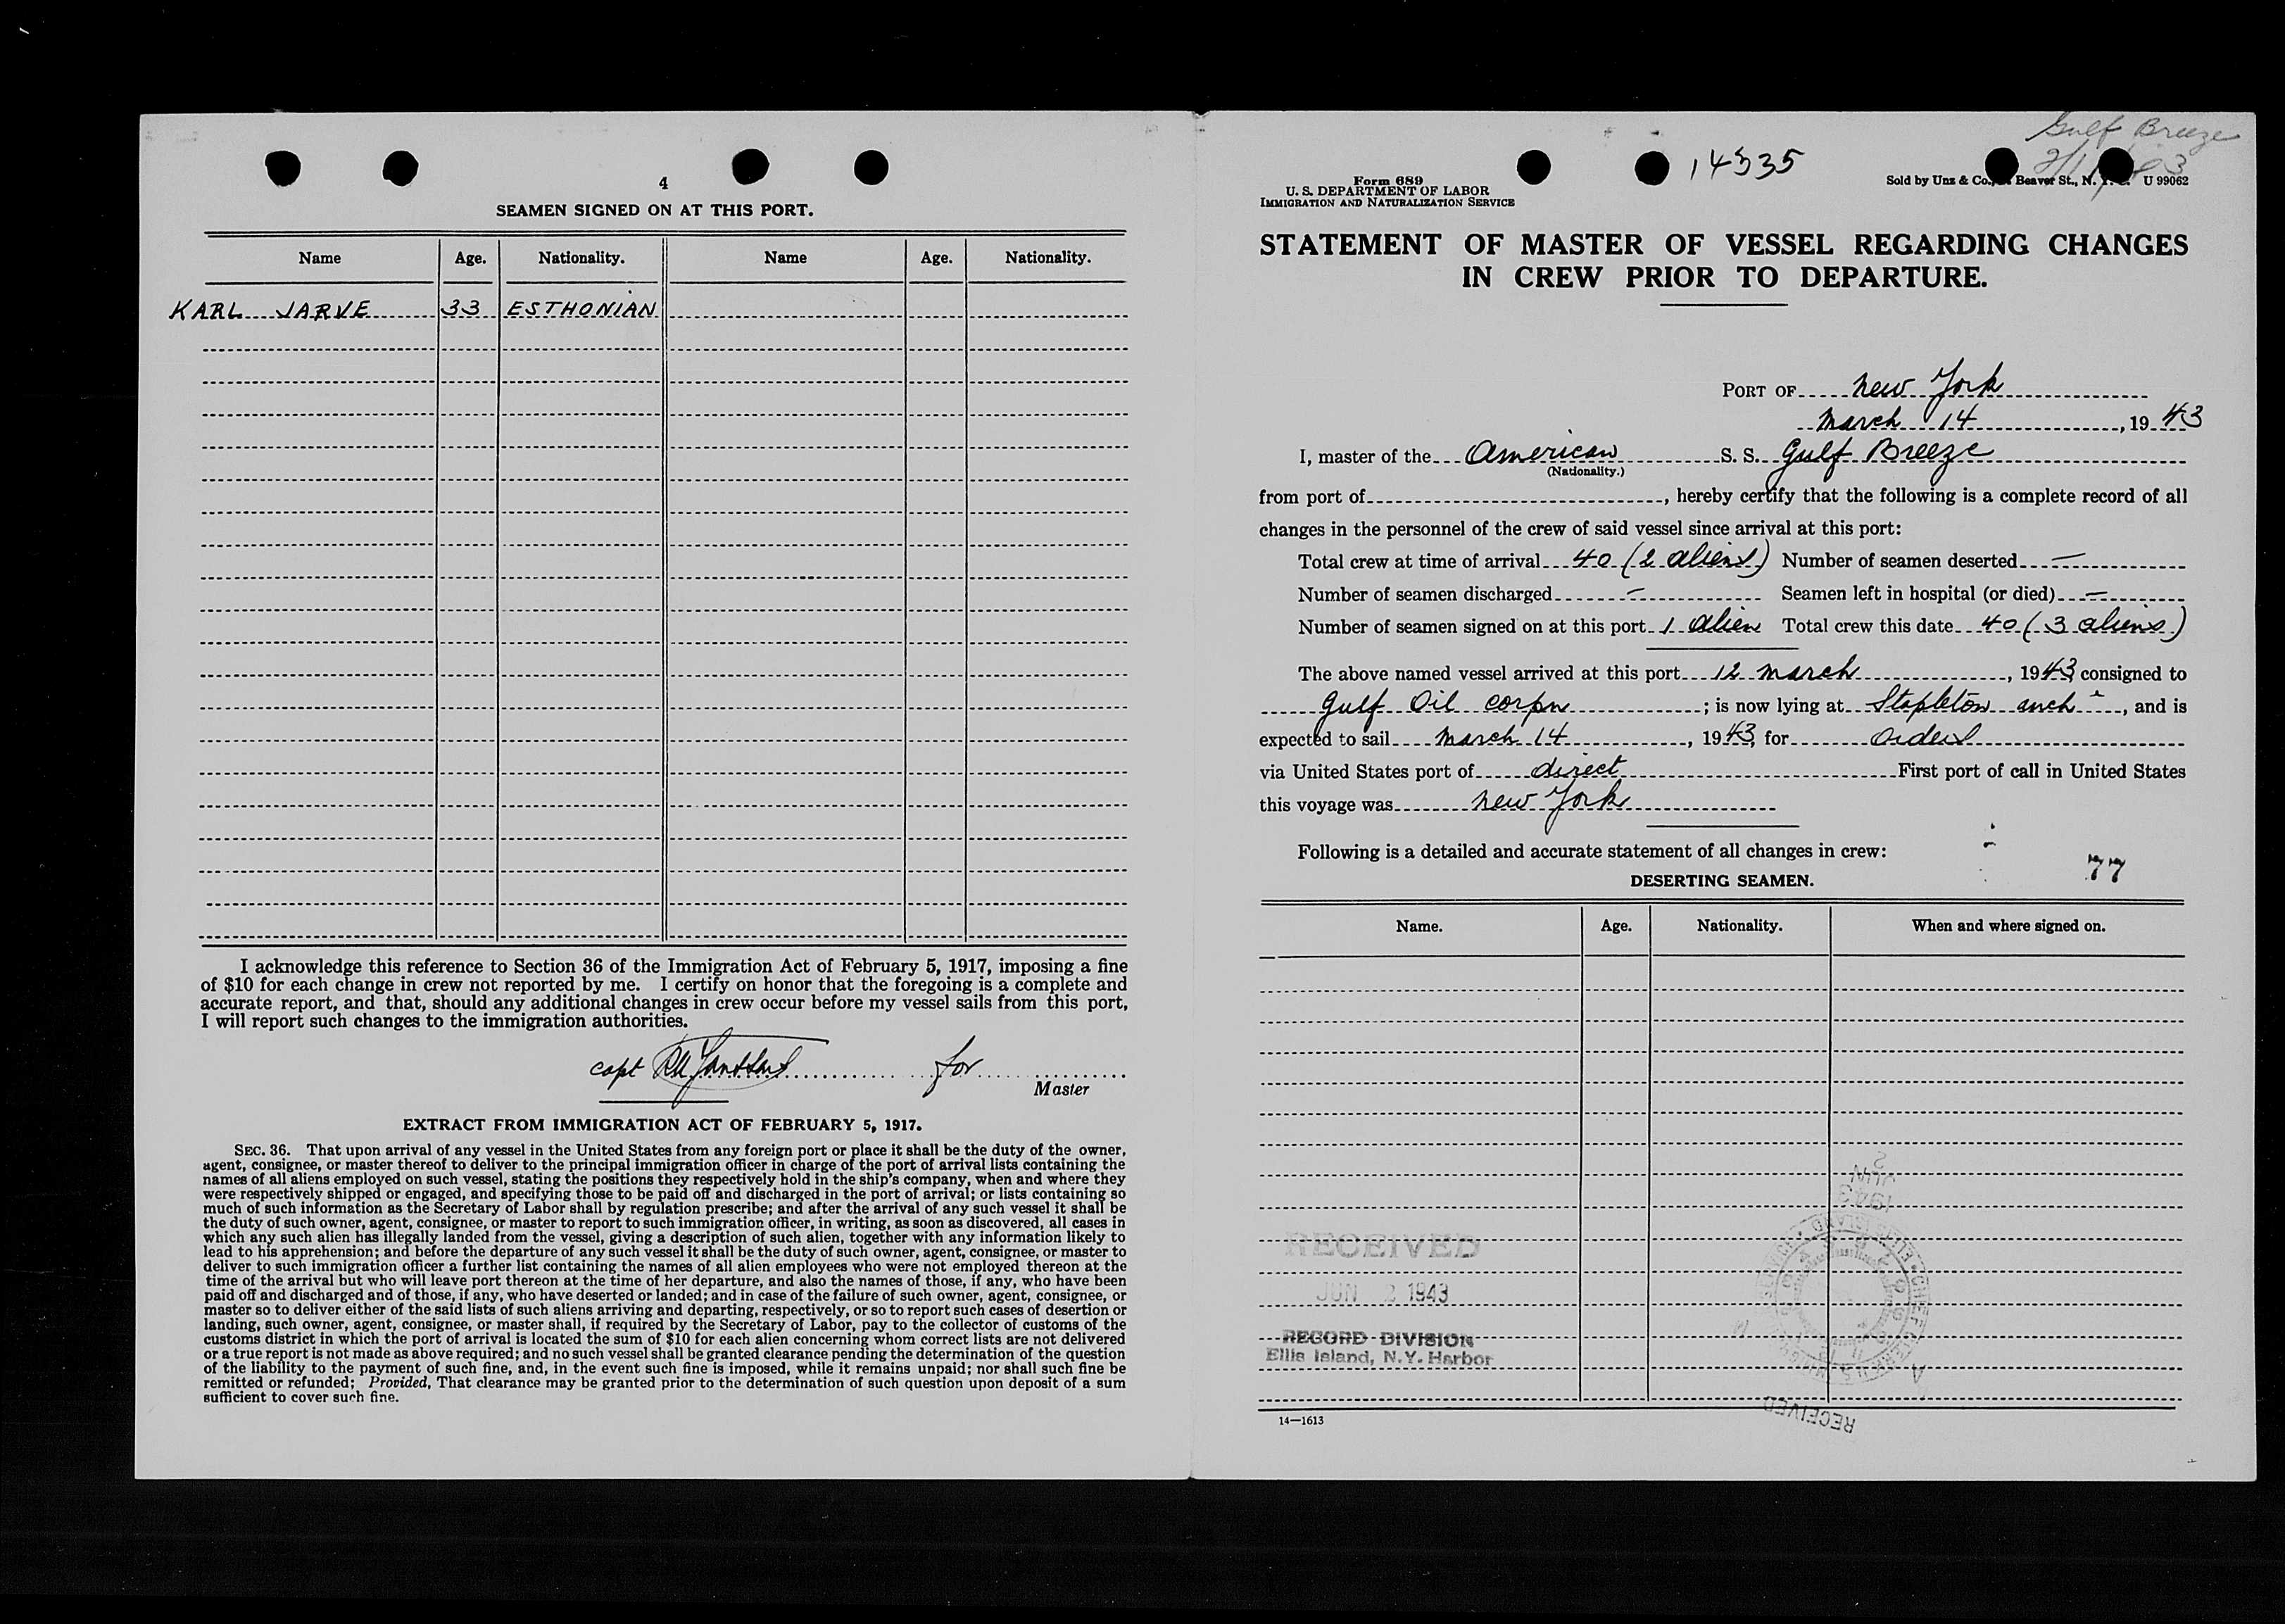 4
SEAMEN SIGNED ON AT THIS PORT.
Name Age. Nationality. Name Age. Nationality.
KARL JARVE 33 ESTHONIAN
I acknowledge this reference to Section 36 of the Immigration Act of February 5, 1917, imposing a fine
of $10 for each change in crew not reported by me. I certify on honor that the foregoing is a complete and
accurate report, and that, should any additional changes in crew occur before my vessel sails from this port,
I will report such changes to the immigration authorities.
capt for
Master
EXTRACT FROM IMMIGRATION ACT OF FEBRUARY 5, 1917.
SEC. 36. That upon arrival of any vessel in the United States from any foreign port or place it shall be the duty of the owner,
agent, consignee, or master thereof to deliver to the principal immigration officer in charge of the port of arrival lists containing the
names of all aliens employed on such vessel, stating the positions they respectively hold in the ship's company, when and where they
were respectively shipped or engaged, and specifying those to be paid off and discharged in the port of arrival; or lists containing so
much of such information as the Secretary of Labor shall by regulation prescribe; and after the arrival of any such vessel it shall be
the duty of such owner, agent, consignee, or master to report to such immigration officer, in writing, as soon as discovered, all cases in
which any such alien has illegally landed from the vessel, giving a description of such alien, together with any information likely to
lead to his apprehension; and before the departure of any such vessel it shall be the duty of such owner, agent, consignee, or master to
deliver to such immigration officer a further list containing the names of all alien employees who were not employed thereon at the
time of the arrival but who will leave port thereon at the time of her departure, and also the names of those, if any, who have been
paid off and discharged and of those, if any, who have deserted or landed; and in case of the failure of such owner, agent, consignee, or
master so to deliver either of the said lists of such aliens arriving and departing, respectively, or so to report such cases of desertion or
landing, such owner, agent, consignee, or master shall, if required by the Secretary of Labor, pay to the collector of customs of the
customs district in which the port of arrival is located the sum of $10 for each alien concerning whom correct lists are not delivered
or a true report is not made as above required; and no such vessel shall be granted clearance pending the determination of the question
of the liability to the payment of such fine, and, in the event such fine is imposed, while it remains unpaid; nor shall such fine be
remitted or refunded; Provided, That clearance may be granted prior to the determination of such question upon deposit of a sum
sufficient to cover such fine.
Gulf Breeze
14335
Form 689
U. S. DEPARTMENT OF LABOR
IMMIGRATION AND NATURALIZATION SERVICE
Sold by Unz & Co., Beaver St., N. Y. C. U 99062
STATEMENT OF MASTER OF VESSEL REGARDING CHANGES
IN CREW PRIOR TO DEPARTURE.
PORT OF New York
March 14, 1943
I, master of the American S. S. Gulf Breeze
(Nationality.)
from port of, hereby certify that the following is a complete record of all
changes in the personnel of the crew of said vessel since arrival at this port:
Total crew at time of arrival 40 (2 aliens) Number of seamen deserted —
Number of seamen discharged — Seamen left in hospital (or died) —
Number of seamen signed on at this port 1 alien Total crew this date 40 (3 aliens)
The above named vessel arrived at this port 12 March, 1943 consigned to
Gulf Oil Corpn; is now lying at Stapleton anch, and is
expected to sail March 14, 1943, for Orders
via United States port of direct First port of call in United States
this voyage was New York
Following is a detailed and accurate statement of all changes in crew:
77
DESERTING SEAMEN.
Name. Age. Nationality. When and where signed on.
RECEIVED
JUN 2 1943
RECORD DIVISION
Ellis Island, N.Y. Harbor
JUN 2
1943
RECEIVED
14—1613